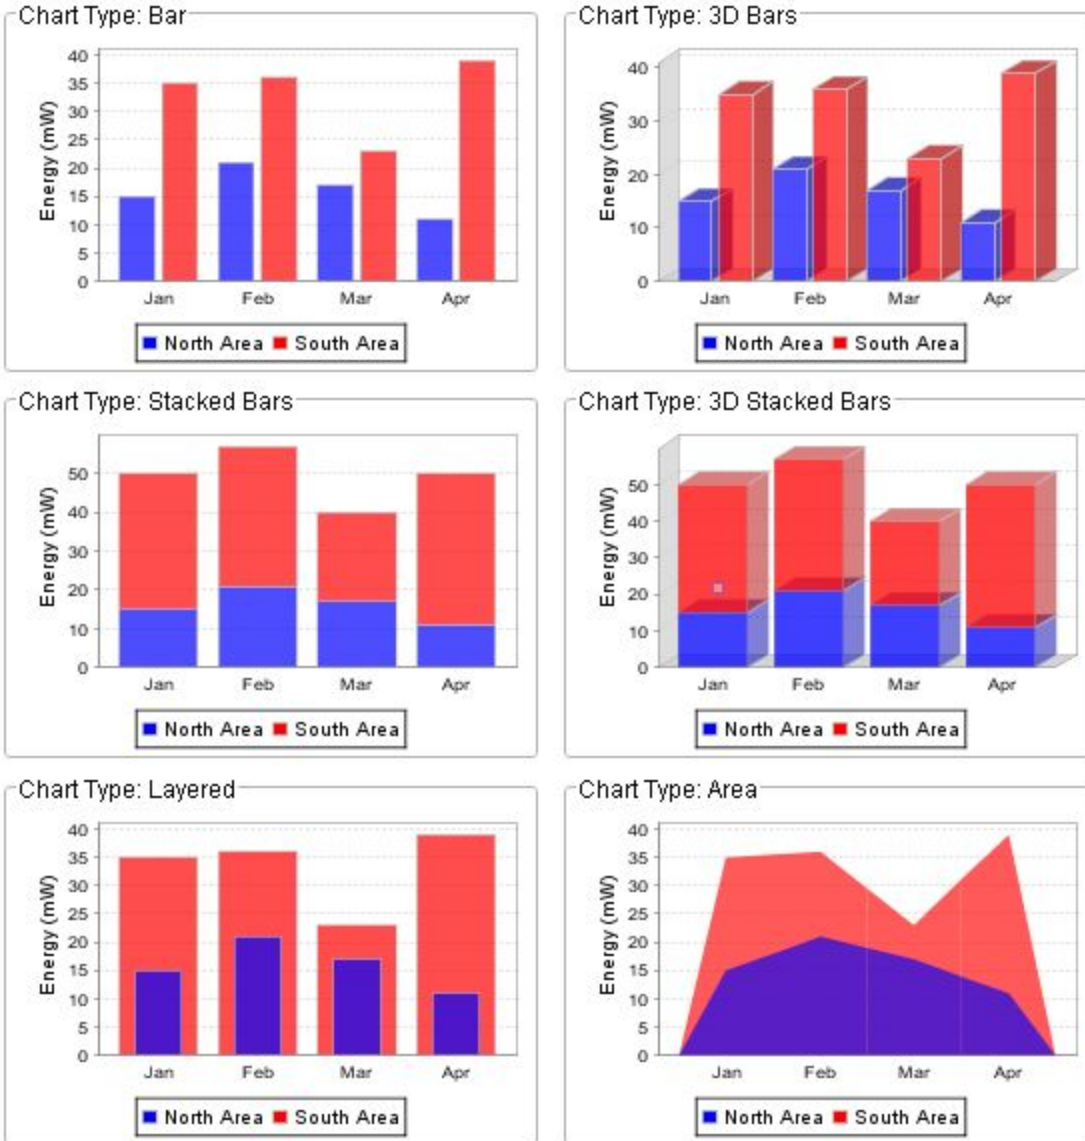 Chart Type: Bar
Energy (mW)
40
35
30
25
20
15
10
5
0
Jan Feb Mar Apr
North Area South Area
Chart Type: 3D Bars
Energy (mW)
40
30
20
10
0
Jan Feb Mar Apr
North Area South Area
Chart Type: Stacked Bars
Energy (mW)
50
40
30
20
10
0
Jan Feb Mar Apr
North Area South Area
Chart Type: 3D Stacked Bars
Energy (mW)
50
40
30
20
10
0
Jan Feb Mar Apr
North Area South Area
Chart Type: Layered
Energy (mW)
40
35
30
25
20
15
10
5
0
Jan Feb Mar Apr
North Area South Area
Chart Type: Area
Energy (mW)
40
35
30
25
20
15
10
5
0
Jan Feb Mar Apr
North Area South Area